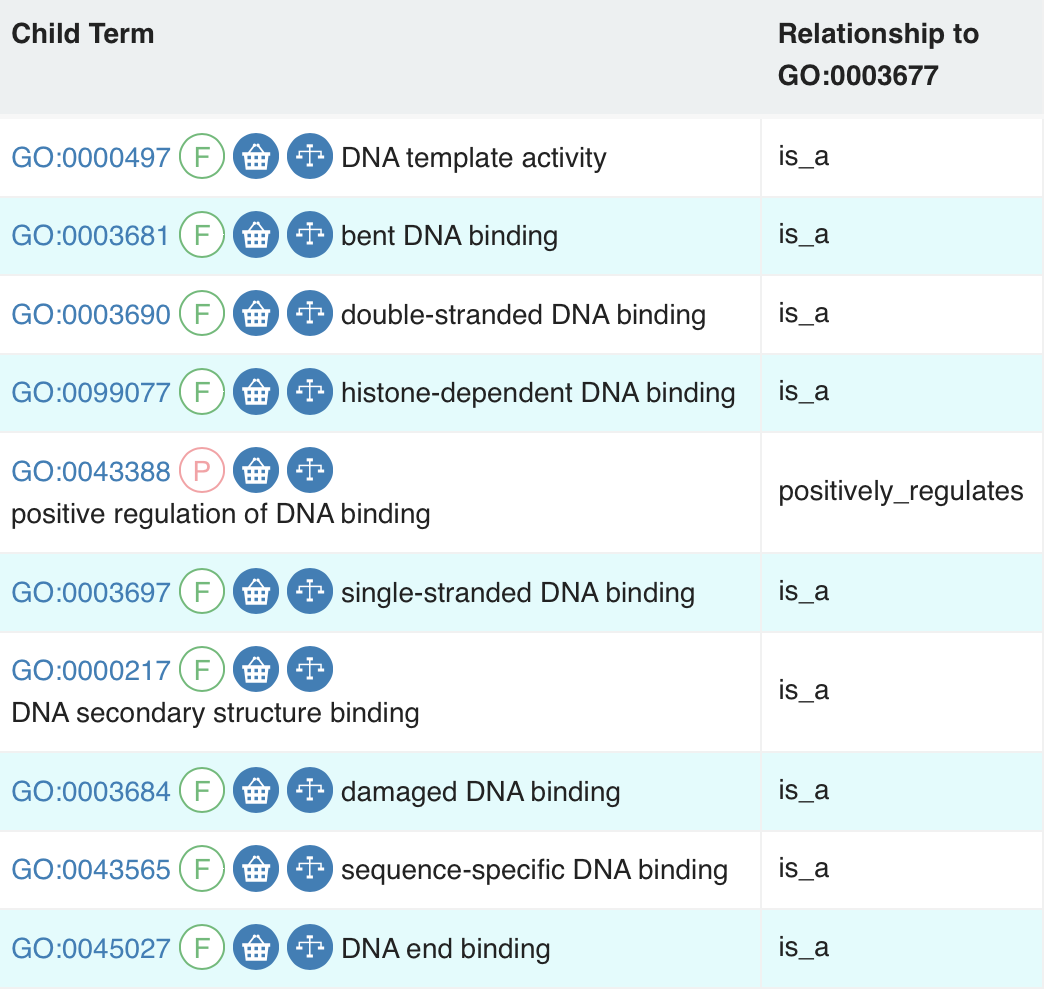 Child Term
Relationship to
GO:0003677
GO:0000497 F DNA template activity is_a
GO:0003681 F bent DNA binding is_a
GO:0003690 F double-stranded DNA binding is_a
GO:0099077 F histone-dependent DNA binding is_a
GO:0043388 P
positive regulation of DNA binding
positively_regulates
GO:0003697 F single-stranded DNA binding is_a
GO:0000217 F
DNA secondary structure binding
is_a
GO:0003684 F damaged DNA binding is_a
GO:0043565 F sequence-specific DNA binding is_a
GO:0045027 F DNA end binding is_a